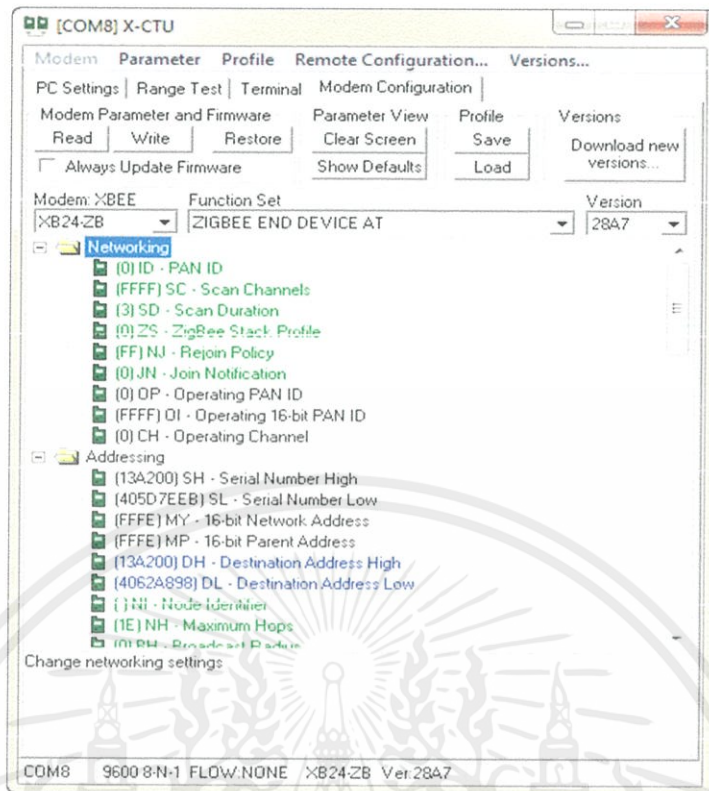 [COM8] X-CTU
Modem Parameter Profile Remote Configuration... Versions...
PC Settings Range Test Terminal Modem Configuration
Modem Parameter and Firmware Parameter View Profile Versions
Read Write Restore Clear Screen Save Download new versions...
Always Update Firmware Show Defaults Load
Modem: XBEE Function Set Version
XB24-ZB ZIGBEE END DEVICE AT 28A7
Networking
(0) ID - PAN ID
(FFFF) SC - Scan Channels
(3) SD - Scan Duration
(0) ZS - ZigBee Stack Profile
(FF) NJ - Rejoin Policy
(0) JN - Join Notification
(0) OP - Operating PAN ID
(FFFF) OI - Operating 16-bit PAN ID
(0) CH - Operating Channel
Addressing
(13A200) SH - Serial Number High
(405D7EEB) SL - Serial Number Low
(FFFE) MY - 16-bit Network Address
(FFFE) MP - 16-bit Parent Address
(13A200) DH - Destination Address High
(4062A898) DL - Destination Address Low
( ) NI - Node Identifier
(1E) NH - Maximum Hops
(0) BH - Broadcast Radius
Change networking settings
COM8 9600 8-N-1 FLOW:NONE XB24-ZB Ver:28A7